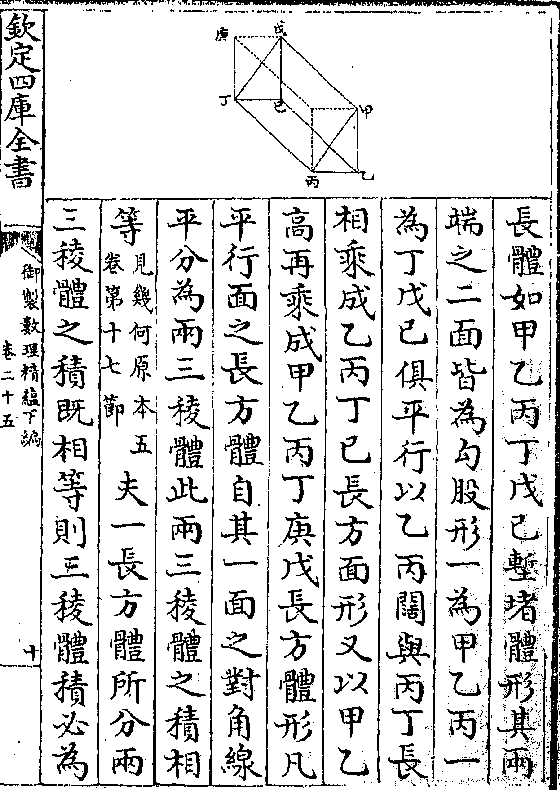 庚
戊
丁
己
甲
丙
乙
長體如甲乙丙丁戊己塹堵體形其兩
端之二面皆為勾股形一為甲乙丙一
為丁戊己俱平行以乙丙闊與丙丁長
相乘成乙丙丁己長方面形又以甲乙
高再乘成甲乙丙丁庚戊長方體形凡
平行面之長方體自其一面之對角線
平分為兩三稜體此兩三稜體之積相
等見幾何原本五
卷第十七節夫一長方體所分兩
三稜體之積既相等則三稜體積必為
欽定四庫全書
御製數理精蘊下編
卷二十五
十